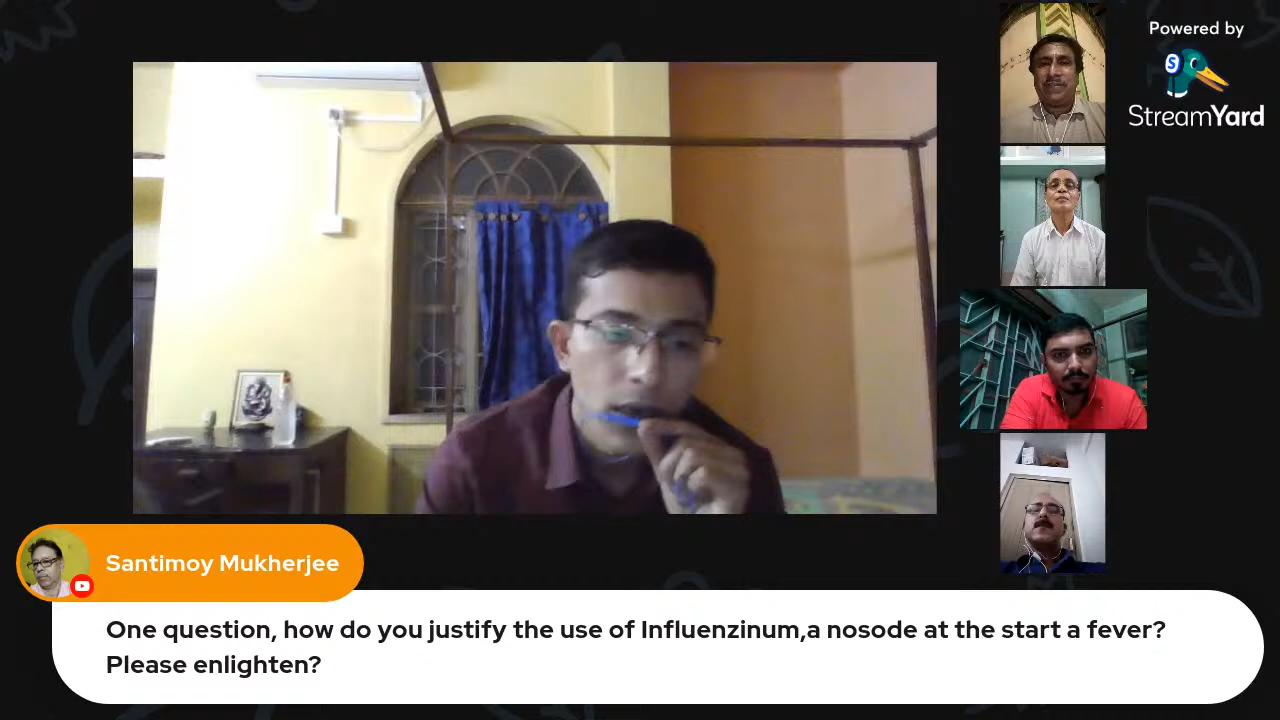 Powered by
StreamYard
Santimoy Mukherjee
One question, how do you justify the use of Influenzinum,a nosode at the start a fever?
Please enlighten?